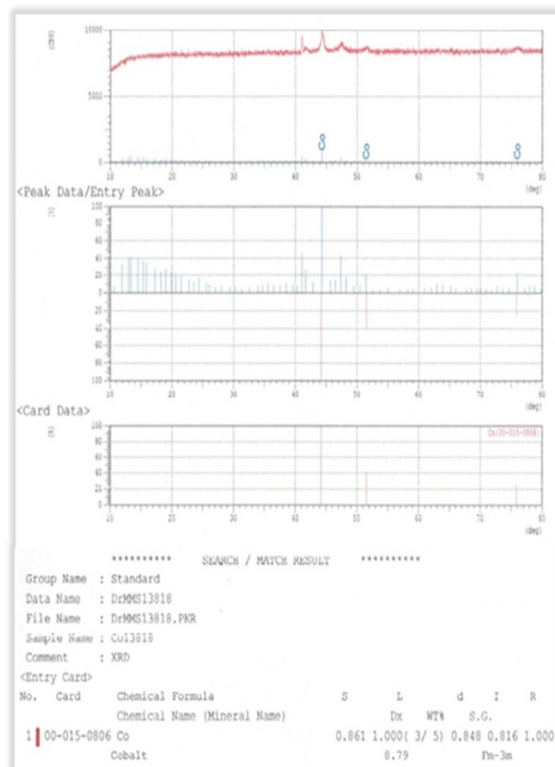 10000
(CPS)
5000
0
Co Co Co
10 20 30 40 50 60 70 80
(deg)
<Peak Data/Entry Peak>
[%]
100
80
60
40
20
0
20
40
60
80
100
10 20 30 40 50 60 70 80
(deg)
<Card Data>
[%]
Co(00-015-0806)
100
80
60
40
20
0
10 20 30 40 50 60 70 80
(deg)
********** SEARCH / MATCH RESULT **********
Group Name : Standard
Data Name : DrMMS13818
File Name : DrMMS13818.PKR
Sample Name : Co13818
Comment : XRD
<Entry Card>
No. Card Chemical Formula S L d I R
Chemical Name (Mineral Name) Dx WT% S.G.
1 00-015-0806 Co 0.861 1.000( 3/ 5) 0.848 0.816 1.000
Cobalt 8.79 Fm-3m